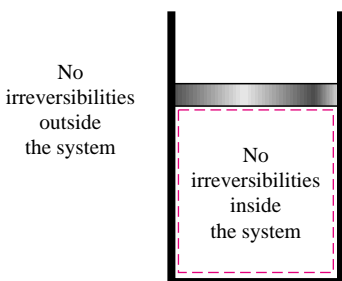 No
irreversibilities
outside
the system
No
irreversibilities
inside
the system